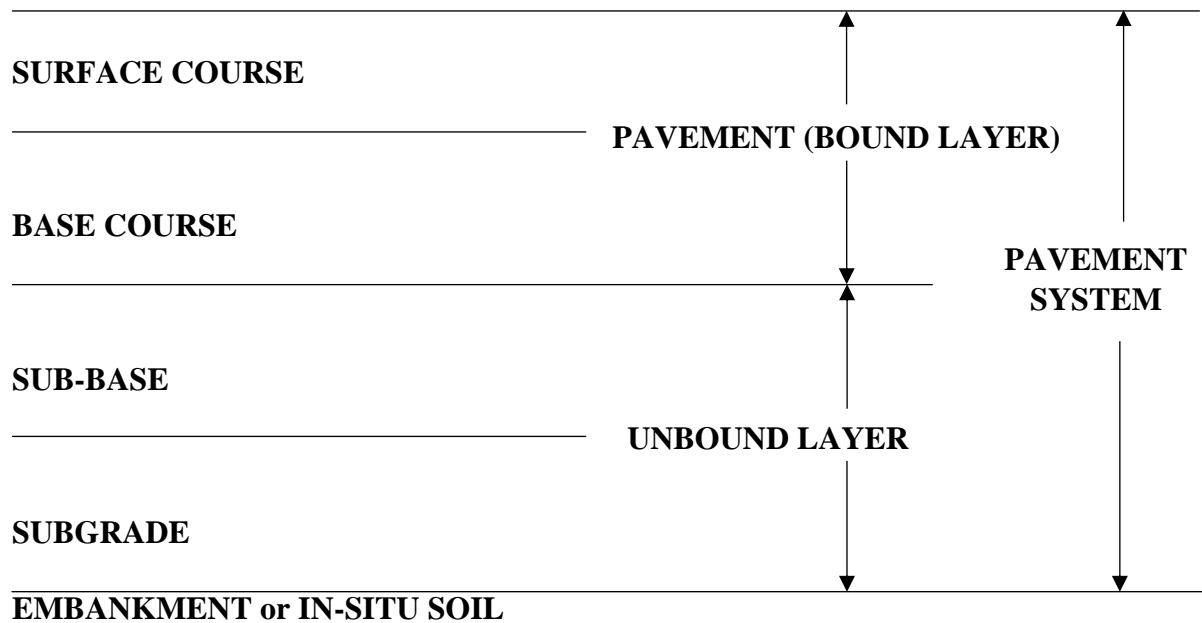 SURFACE COURSE
PAVEMENT (BOUND LAYER)
BASE COURSE
PAVEMENT
SYSTEM
SUB-BASE
UNBOUND LAYER
SUBGRADE
EMBANKMENT or IN-SITU SOIL